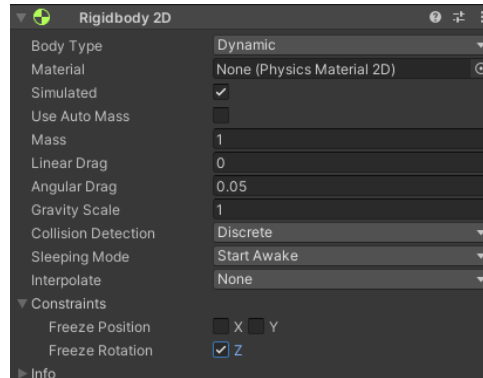 Rigidbody 2D
Body Type Dynamic
Material None (Physics Material 2D)
Simulated
Use Auto Mass
Mass 1
Linear Drag 0
Angular Drag 0.05
Gravity Scale 1
Collision Detection Discrete
Sleeping Mode Start Awake
Interpolate None
Constraints
Freeze Position X Y
Freeze Rotation Z
Info